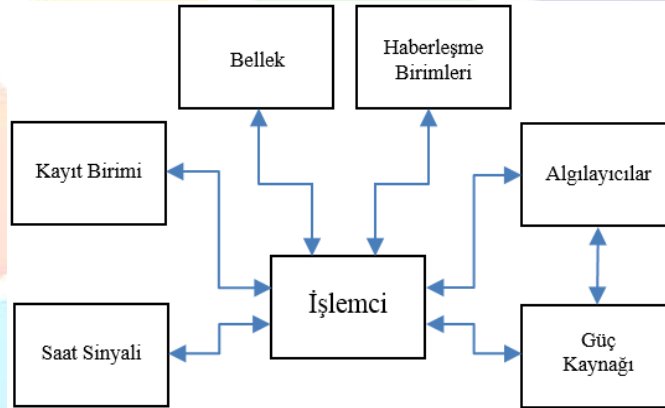 Bellek
Haberleşme
Birimleri
Kayıt Birimi
Algılayıcılar
İşlemci
Saat Sinyali
Güç
Kaynağı